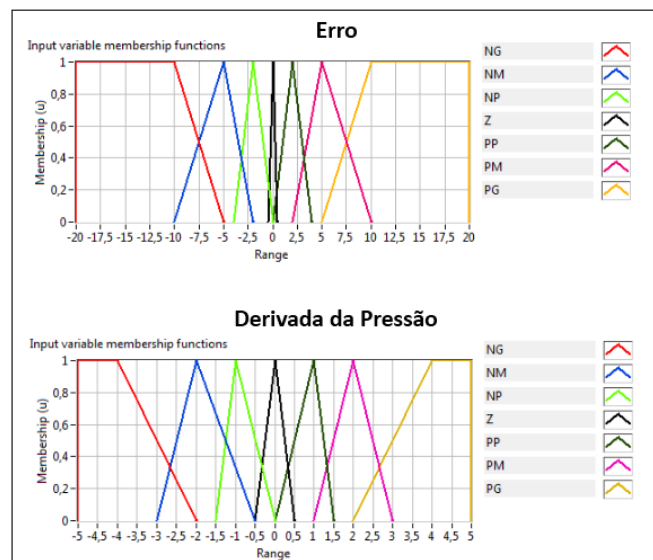 Erro
Input variable membership functions
NG
NM
NP
Z
PP
PM
PG
Membership (u)
1
0,8
0,6
0,4
0,2
0
-20 -17,5 -15 -12,5 -10 -7,5 -5 -2,5 0 2,5 5 7,5 10 12,5 15 17,5 20
Range
Derivada da Pressão
Input variable membership functions
NG
NM
NP
Z
PP
PM
PG
Membership (u)
1
0,8
0,6
0,4
0,2
0
-5 -4,5 -4 -3,5 -3 -2,5 -2 -1,5 -1 -0,5 0 0,5 1 1,5 2 2,5 3 3,5 4 4,5 5
Range